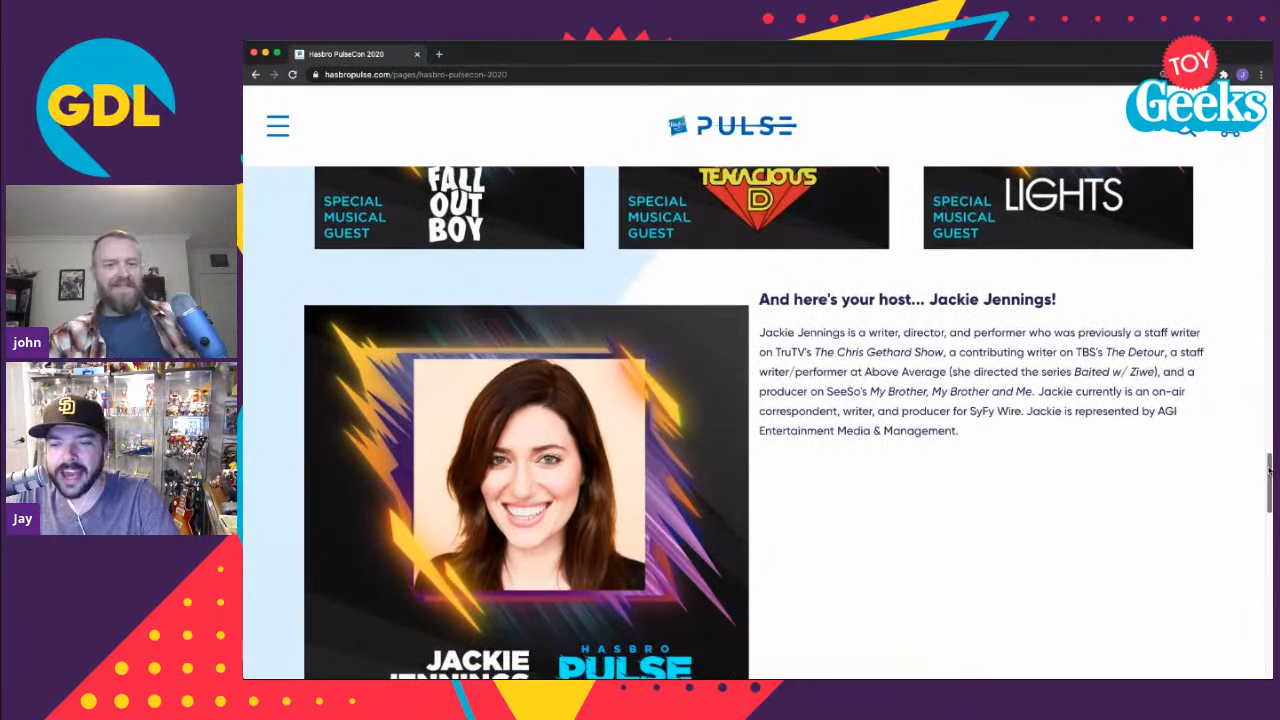 GDL
john
Jay
Hasbro PulseCon 2020
hasbropulse.com/pages/hasbro-pulsecon-2020
J
TOY
Geeks
Hasbro
PULSE
SPECIAL
MUSICAL
GUEST
FALL
OUT
BOY
SPECIAL
MUSICAL
GUEST
TENACIOUS
D
SPECIAL
MUSICAL
GUEST
LIGHTS
And here's your host... Jackie Jennings!
Jackie Jennings is a writer, director, and performer who was previously a staff writer
on TruTV's The Chris Gethard Show, a contributing writer on TBS's The Detour, a staff
writer/performer at Above Average (she directed the series Baited w/ Ziwe), and a
producer on SeeSo's My Brother, My Brother and Me. Jackie currently is an on-air
correspondent, writer, and producer for SyFy Wire. Jackie is represented by AGI
Entertainment Media & Management.
JACKIE
JENNINGS
HASBRO
PULSE
SD